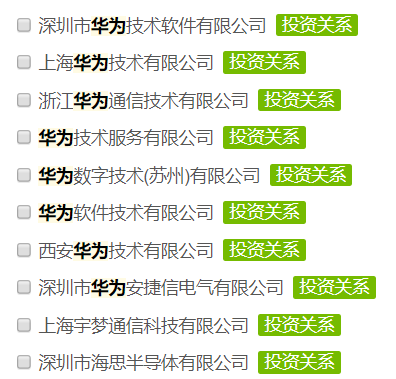 深圳市华为技术软件有限公司 投资关系
上海华为技术有限公司 投资关系
浙江华为通信技术有限公司 投资关系
华为技术服务有限公司 投资关系
华为数字技术(苏州)有限公司 投资关系
华为软件技术有限公司 投资关系
西安华为技术有限公司 投资关系
深圳市华为安捷信电气有限公司 投资关系
上海宇梦通信科技有限公司 投资关系
深圳市海思半导体有限公司 投资关系